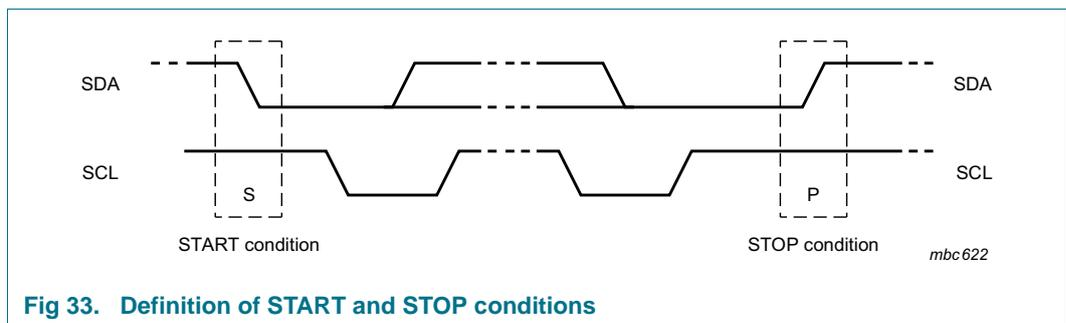 SDA
SDA
SCL
SCL
S
P
START condition
STOP condition
mbc622
Fig 33. Definition of START and STOP conditions